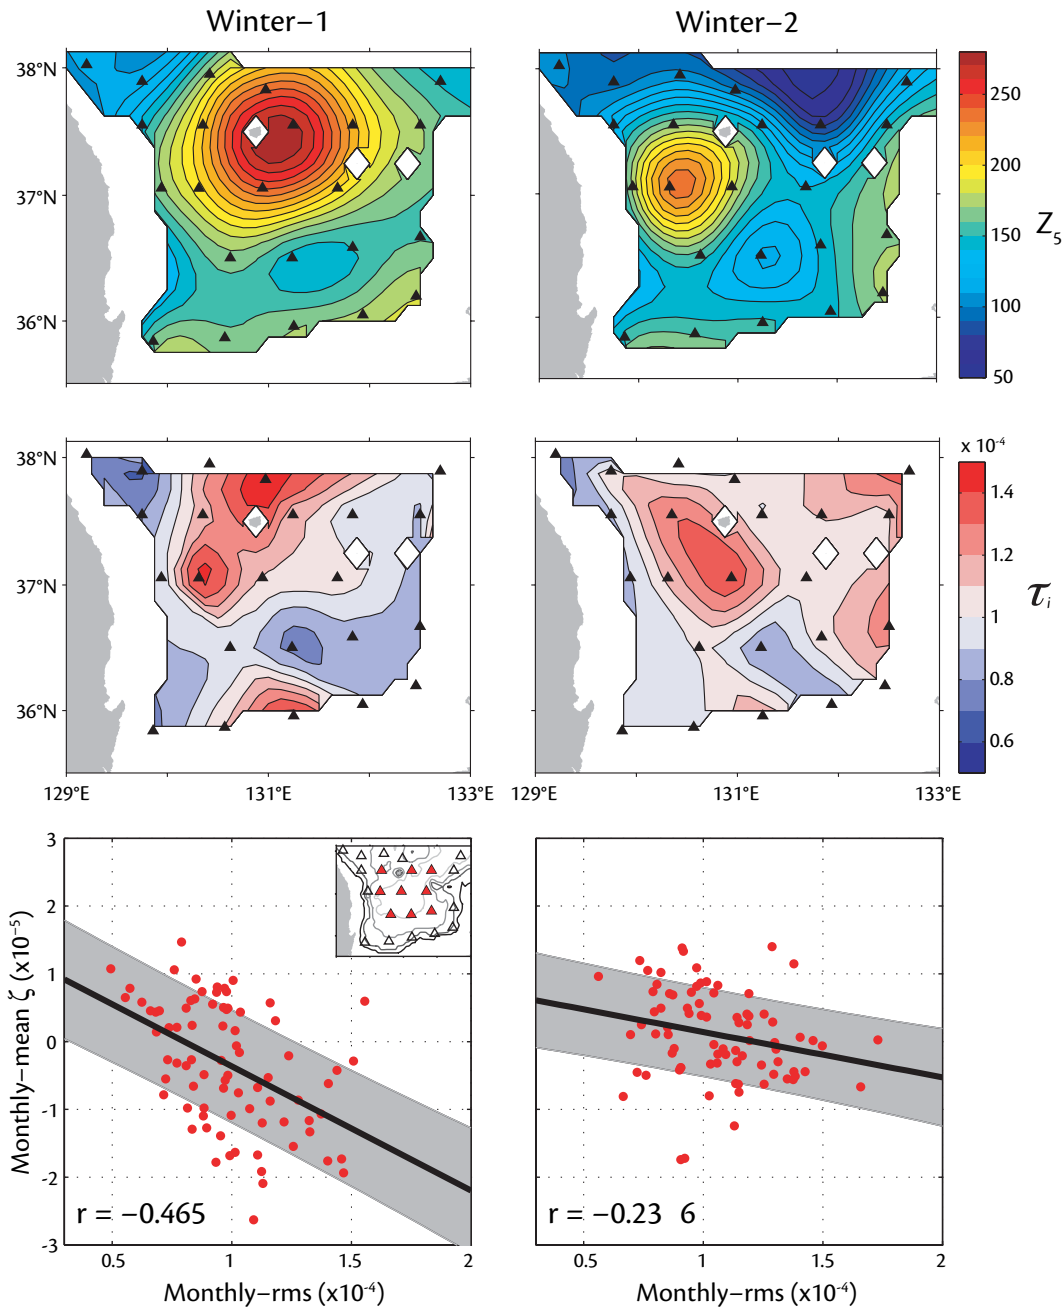 Winter−1
Winter−2
38°N
37°N
36°N
250
200
150
100
50
Z5
38°N
37°N
36°N
129°E
131°E
133°E
129°E
131°E
133°E
x 10-4
1.4
1.2
1
0.8
0.6
τi
3
2
1
0
-1
-2
-3
Monthly−mean ζ (x10−5)
r = −0.465
r = −0.23 6
0.5
1
1.5
2
0.5
1
1.5
2
Monthly−rms (x10-4)
Monthly−rms (x10-4)